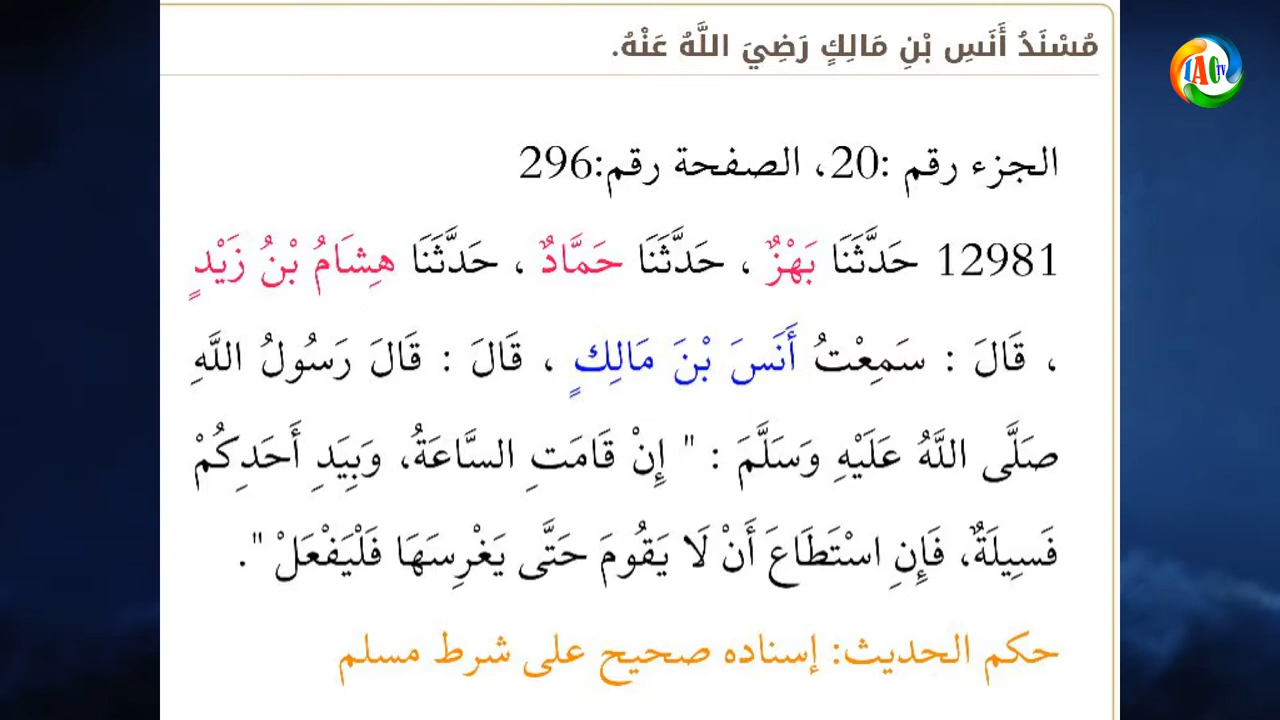 مُسْنَدُ أَنَسِ بْنِ مَالِكٍ رَضِيَ اللَّهُ عَنْهُ.
IACTV
الجزء رقم :20، الصفحة رقم:296
12981 حَدَّثَنَا بَهْزٌ ، حَدَّثَنَا حَمَّادٌ ، حَدَّثَنَا هِشَامُ بْنُ زَيْدٍ
، قَالَ : سَمِعْتُ أَنَسَ بْنَ مَالِكٍ ، قَالَ : قَالَ رَسُولُ اللَّهِ
صَلَّى اللَّهُ عَلَيْهِ وَسَلَّمَ : " إِنْ قَامَتِ السَّاعَةُ، وَبِيَدِ أَحَدِكُمْ
فَسِيلَةٌ، فَإِنِ اسْتَطَاعَ أَنْ لَا يَقُومَ حَتَّى يَغْرِسَهَا فَلْيَفْعَلْ ".
حكم الحديث: إسناده صحيح على شرط مسلم